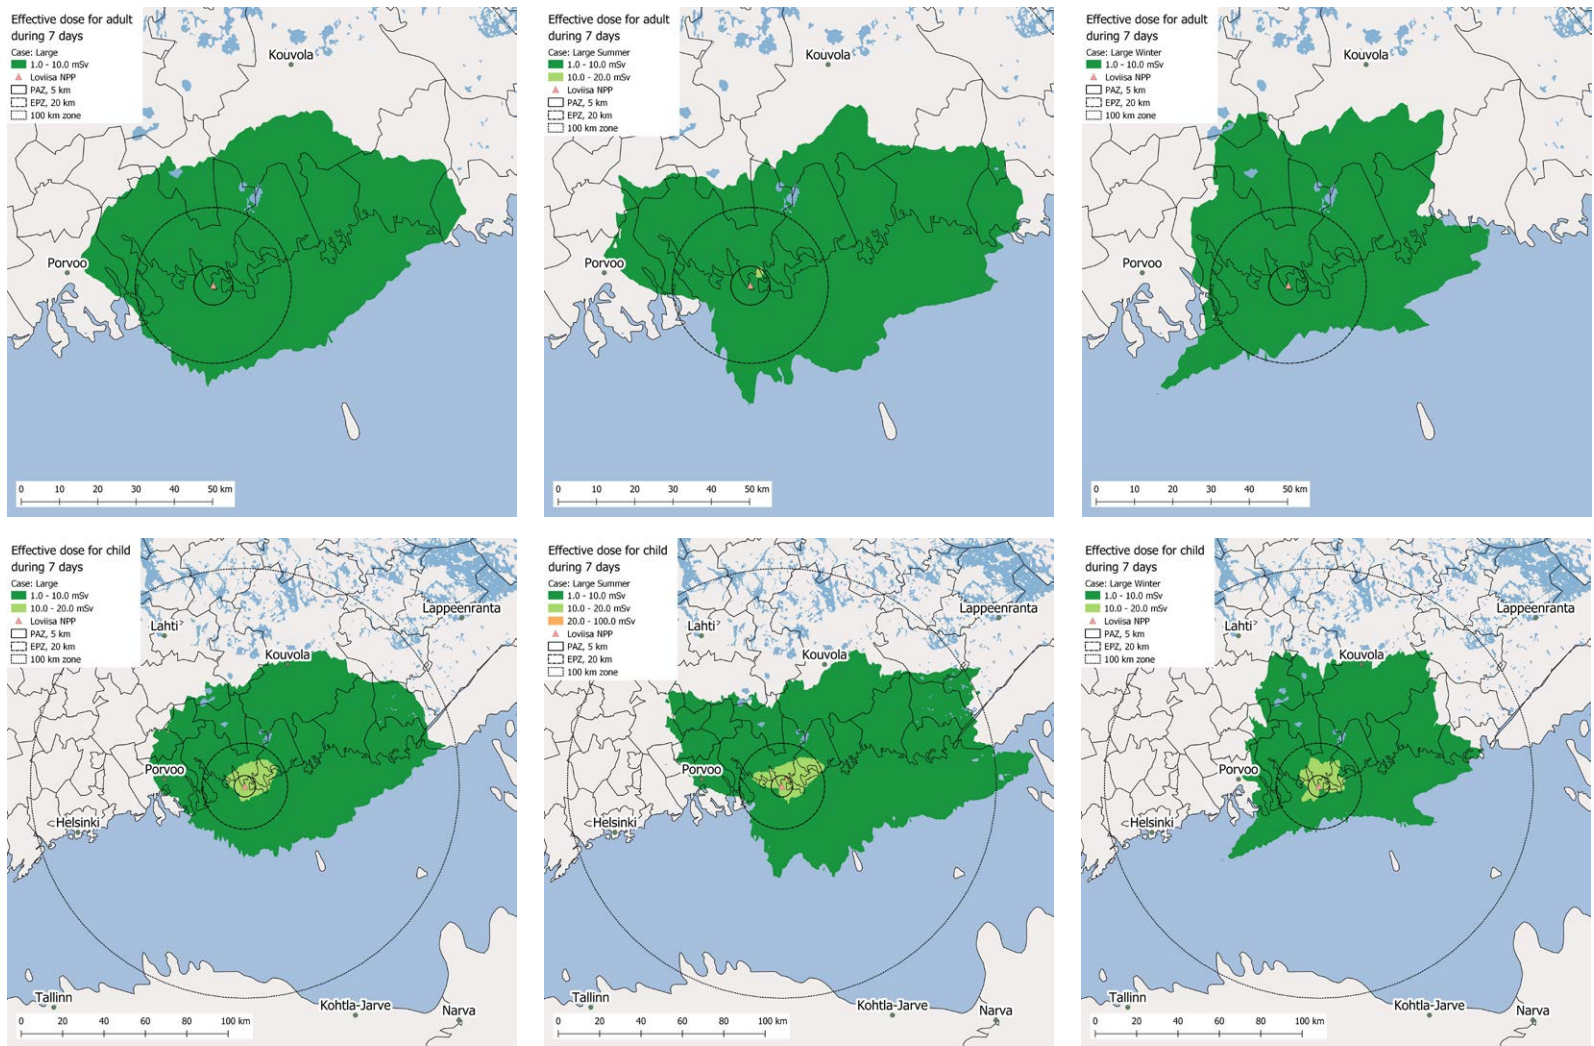 Effective dose for adult
during 7 days
Case: Large
1.0 - 10.0 mSv
Loviisa NPP
PAZ, 5 km
EPZ, 20 km
100 km zone
Kouvola
Porvoo
0 10 20 30 40 50 km
Effective dose for adult
during 7 days
Case: Large Summer
1.0 - 10.0 mSv
10.0 - 20.0 mSv
Loviisa NPP
PAZ, 5 km
EPZ, 20 km
100 km zone
Kouvola
Porvoo
0 10 20 30 40 50 km
Effective dose for adult
during 7 days
Case: Large Winter
1.0 - 10.0 mSv
Loviisa NPP
PAZ, 5 km
EPZ, 20 km
100 km zone
Kouvola
Porvoo
0 10 20 30 40 50 km
Effective dose for child
during 7 days
Case: Large
1.0 - 10.0 mSv
10.0 - 20.0 mSv
Loviisa NPP
PAZ, 5 km
EPZ, 20 km
100 km zone
Lappeenranta
Lahti
Kouvola
Porvoo
Helsinki
Tallinn
Kohtla-Jarve
Narva
0 20 40 60 80 100 km
Effective dose for child
during 7 days
Case: Large Summer
1.0 - 10.0 mSv
10.0 - 20.0 mSv
20.0 - 100.0 mSv
Loviisa NPP
PAZ, 5 km
EPZ, 20 km
100 km zone
Lappeenranta
Lahti
Kouvola
Porvoo
Helsinki
Tallinn
Kohtla-Jarve
Narva
0 20 40 60 80 100 km
Effective dose for child
during 7 days
Case: Large Winter
1.0 - 10.0 mSv
10.0 - 20.0 mSv
Loviisa NPP
PAZ, 5 km
EPZ, 20 km
100 km zone
Lappeenranta
Lahti
Kouvola
Porvoo
Helsinki
Tallinn
Kohtla-Jarve
Narva
0 20 40 60 80 100 km